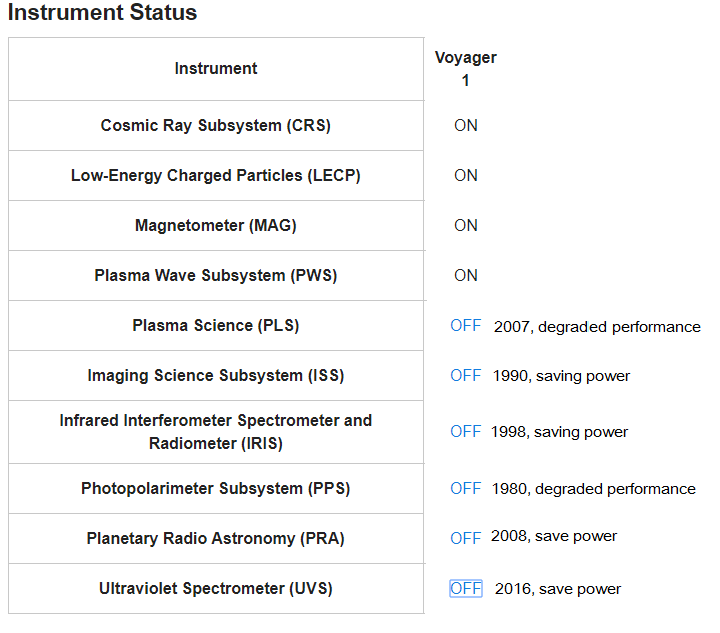 Instrument Status
Instrument
Voyager
1
Cosmic Ray Subsystem (CRS) ON
Low-Energy Charged Particles (LECP) ON
Magnetometer (MAG) ON
Plasma Wave Subsystem (PWS) ON
Plasma Science (PLS) OFF 2007, degraded performance
Imaging Science Subsystem (ISS) OFF 1990, saving power
Infrared Interferometer Spectrometer and
Radiometer (IRIS) OFF 1998, saving power
Photopolarimeter Subsystem (PPS) OFF 1980, degraded performance
Planetary Radio Astronomy (PRA) OFF 2008, save power
Ultraviolet Spectrometer (UVS) OFF 2016, save power